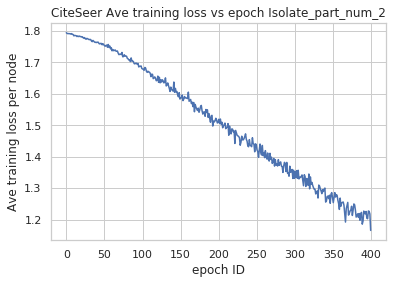 CiteSeer Ave training loss vs epoch Isolate_part_num_2
Ave training loss per node
1.8
1.7
1.6
1.5
1.4
1.3
1.2
0 50 100 150 200 250 300 350 400
epoch ID